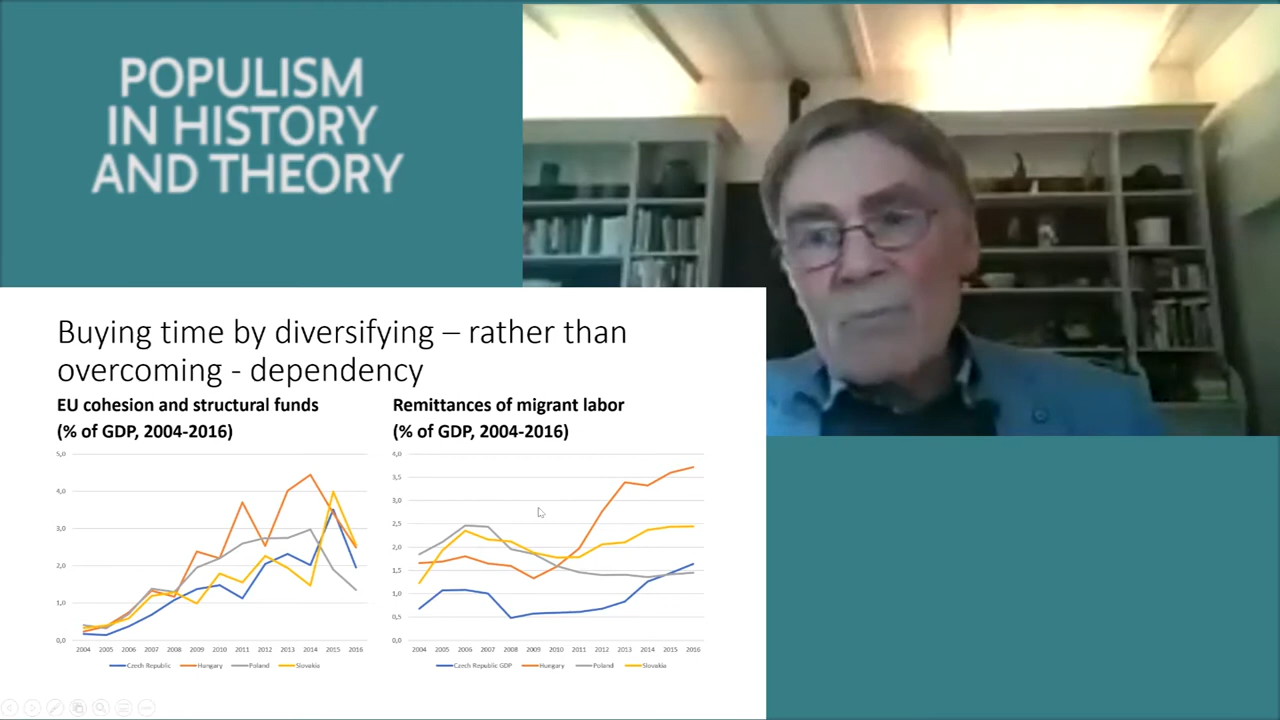 POPULISM
IN HISTORY
AND THEORY
Buying time by diversifying – rather than
overcoming - dependency
EU cohesion and structural funds
(% of GDP, 2004-2016)
5,0
4,0
3,0
2,0
1,0
0,0
2004 2005 2006 2007 2008 2009 2010 2011 2012 2013 2014 2015 2016
Czech Republic Hungary Poland Slovakia
Remittances of migrant labor
(% of GDP, 2004-2016)
4,0
3,5
3,0
2,5
2,0
1,5
1,0
0,5
0,0
2004 2005 2006 2007 2008 2009 2010 2011 2012 2013 2014 2015 2016
Czech Republic GDP Hungary Poland Slovakia